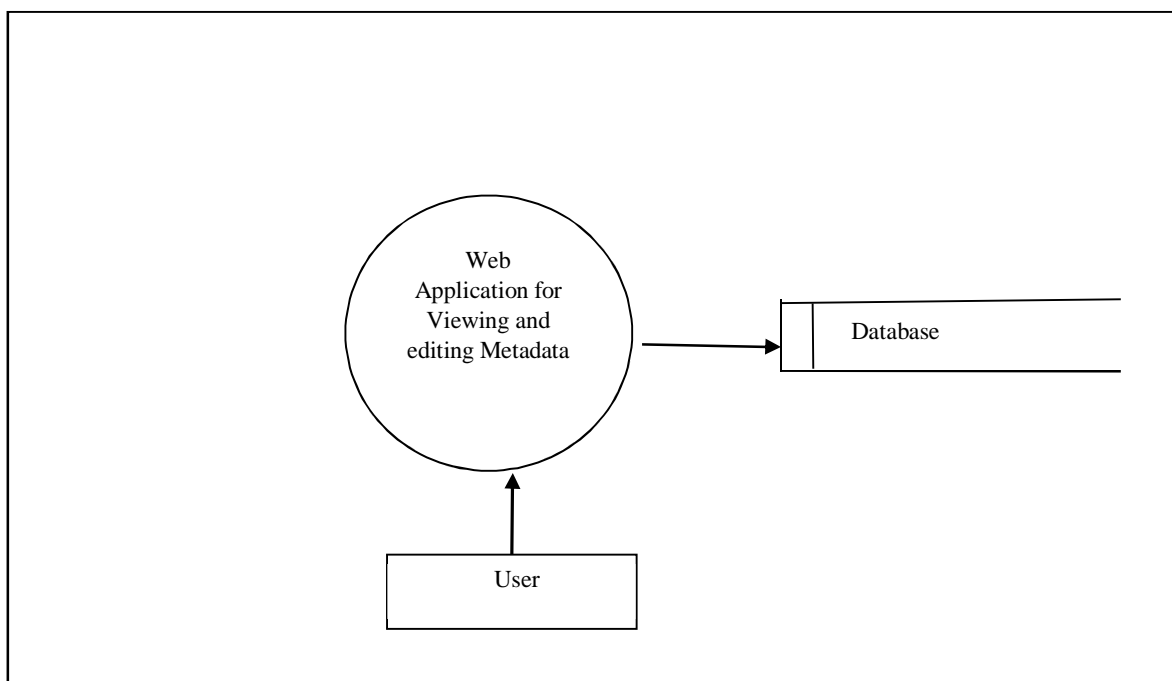 Web
Application for
Viewing and
editing Metadata
Database
User